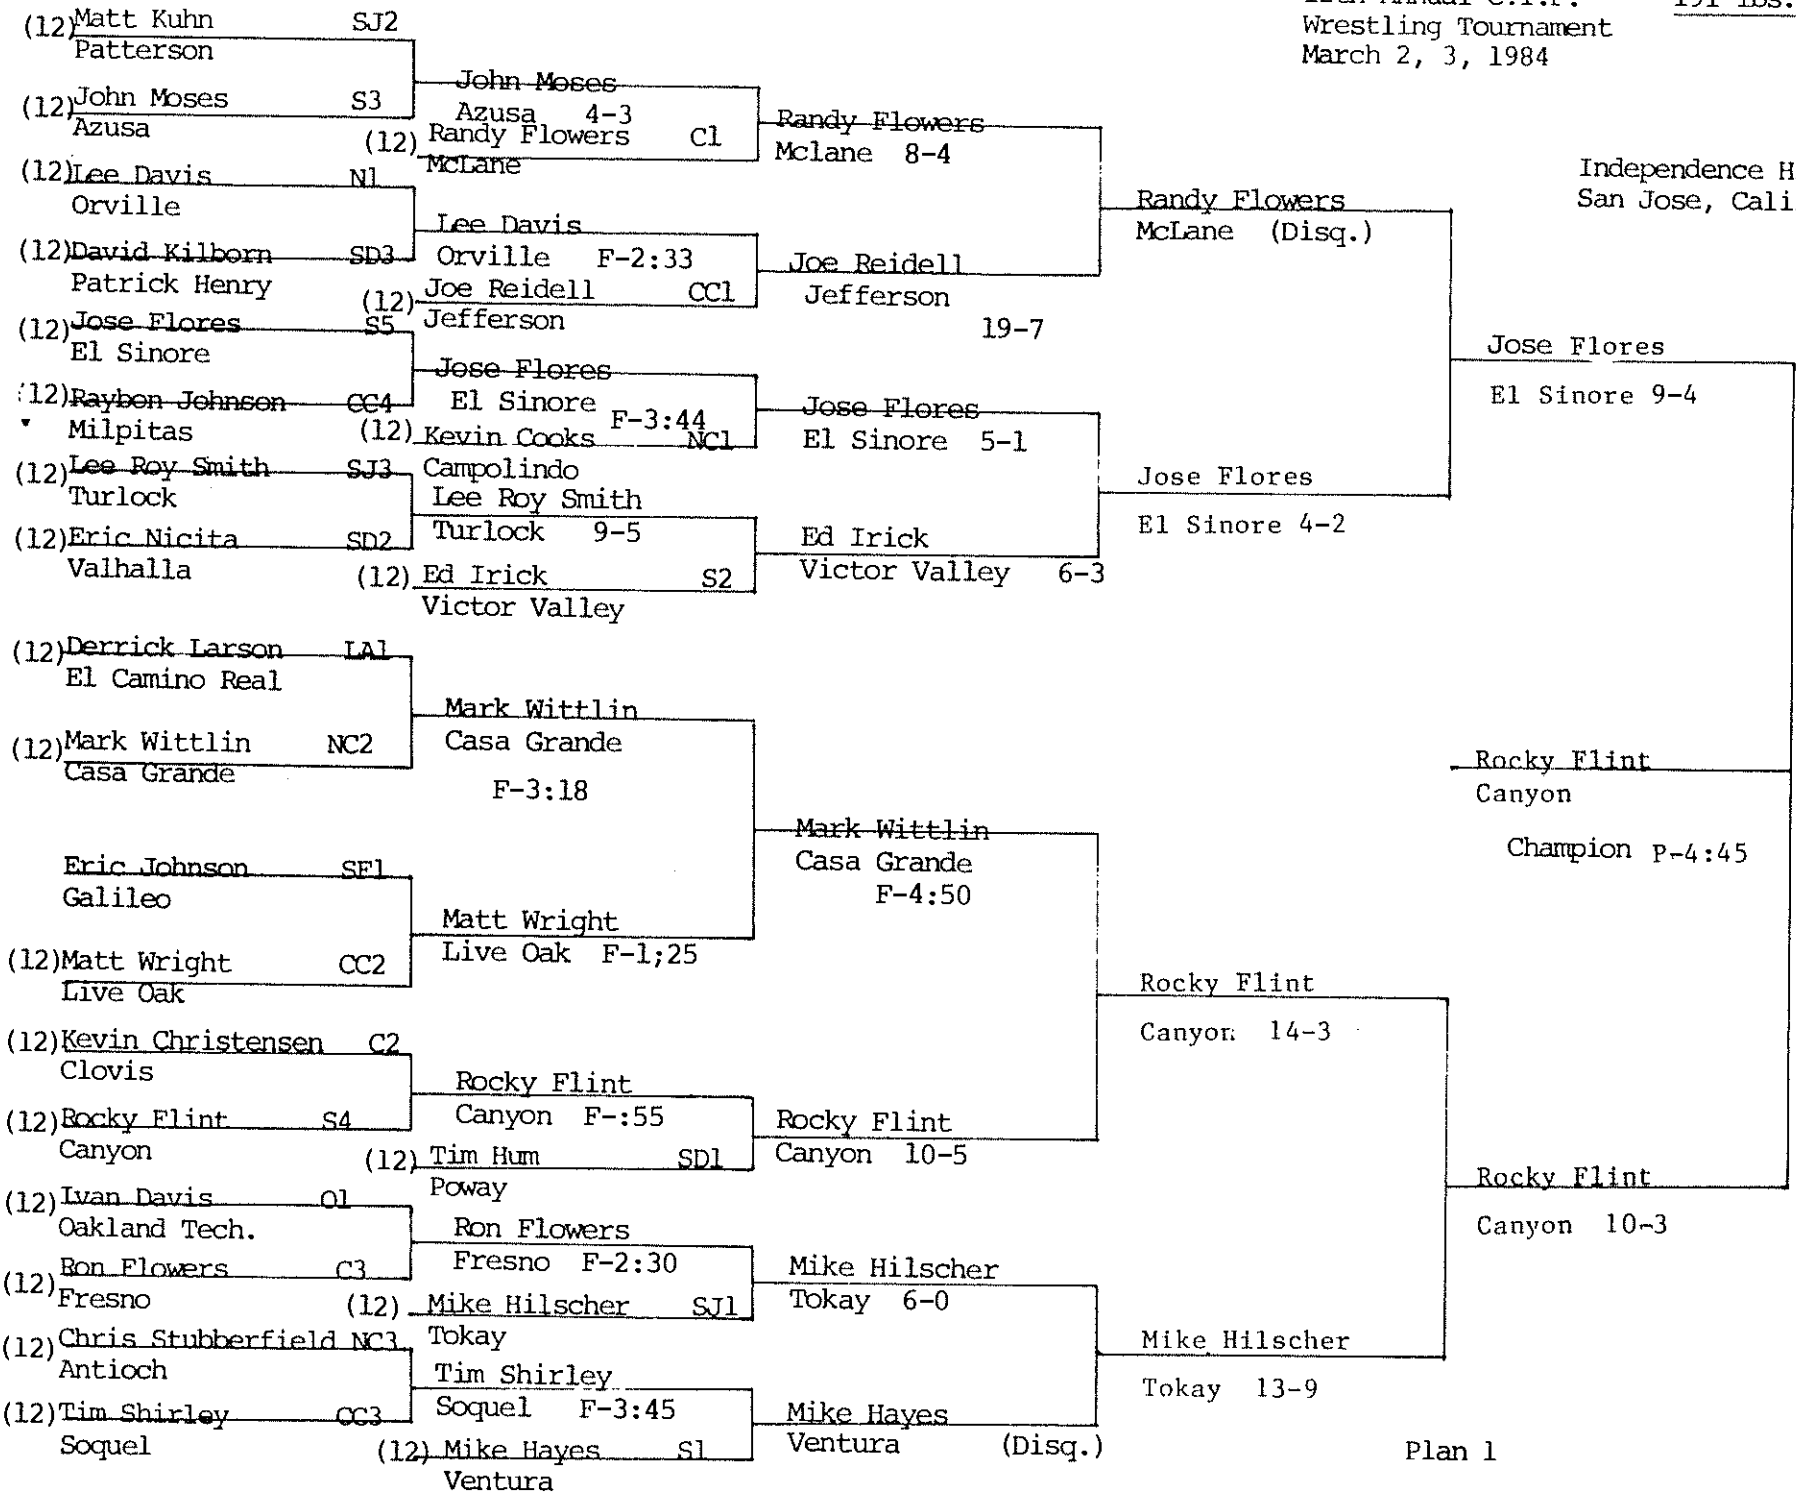 Wrestling Tournament
March 2, 3, 1984
Independence H
San Jose, Cali
(12) Matt Kuhn SJ2
Patterson
(12) John Moses S3
Azusa
(12) Lee Davis N1
Orville
(12) David Kilborn SD3
Patrick Henry
(12) Jose Flores S5
El Sinore
(12) Raybon Johnson CC4
Milpitas
(12) Lee Roy Smith SJ3
Turlock
(12) Eric Nicita SD2
Valhalla
(12) Derrick Larson LA1
El Camino Real
(12) Mark Wittlin NC2
Casa Grande
Eric Johnson SF1
Galileo
(12) Matt Wright CC2
Live Oak
(12) Kevin Christensen C2
Clovis
(12) Rocky Flint S4
Canyon
(12) Ivan Davis O1
Oakland Tech.
(12) Ron Flowers C3
Fresno
(12) Chris Stubberfield NC3
Antioch
(12) Tim Shirley CC3
Soquel
John Moses
Azusa 4-3
(12) Randy Flowers C1
McLane
Lee Davis
Orville F-2:33
(12) Joe Reidell CC1
Jefferson
Jose Flores
El Sinore F-3:44
(12) Kevin Cooks NC1
Campolindo
Lee Roy Smith
Turlock 9-5
(12) Ed Irick S2
Victor Valley
Mark Wittlin
Casa Grande
F-3:18
Matt Wright
Live Oak F-1;25
Rocky Flint
Canyon F-:55
(12) Tim Hum SD1
Poway
Ron Flowers
Fresno F-2:30
(12) Mike Hilscher SJ1
Tokay
Tim Shirley
Soquel F-3:45
(12) Mike Hayes S1
Ventura
Randy Flowers
Mclane 8-4
Joe Reidell
Jefferson
19-7
Jose Flores
El Sinore 5-1
Ed Irick
Victor Valley 6-3
Mark Wittlin
Casa Grande
F-4:50
Rocky Flint
Canyon 10-5
Mike Hilscher
Tokay 6-0
Mike Hayes
Ventura (Disq.)
Randy Flowers
McLane (Disq.)
Jose Flores
El Sinore 4-2
Rocky Flint
Canyon 14-3
Mike Hilscher
Tokay 13-9
Jose Flores
El Sinore 9-4
Rocky Flint
Canyon 10-3
Rocky Flint
Canyon
Champion P-4:45
Plan 1